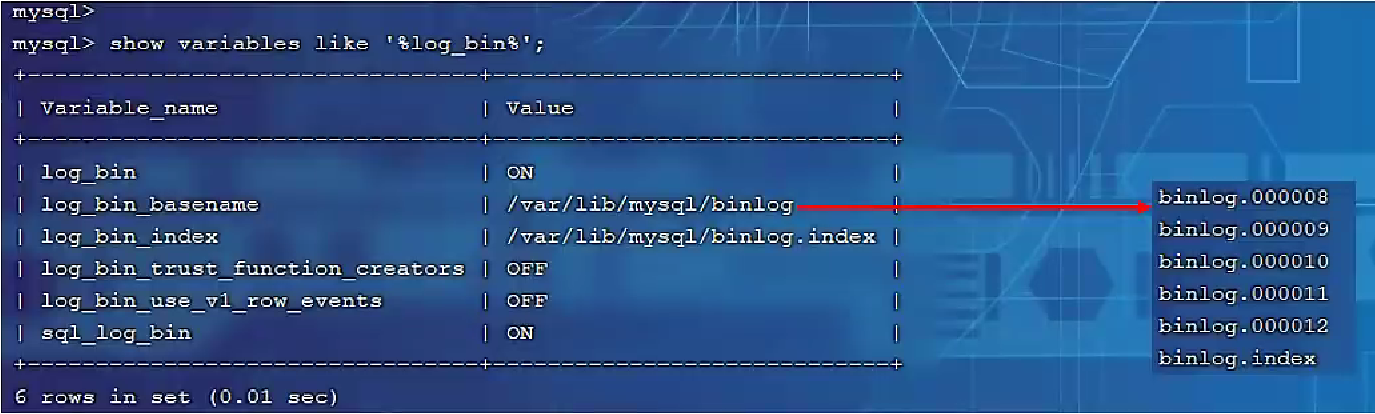 mysql>
mysql> show variables like '%log_bin%';
+---------------------------------+----------------------------+
| Variable_name                   | Value                      |
+---------------------------------+----------------------------+
| log_bin                         | ON                         |
| log_bin_basename                | /var/lib/mysql/binlog      |
| log_bin_index                   | /var/lib/mysql/binlog.index |
| log_bin_trust_function_creators | OFF                        |
| log_bin_use_v1_row_events       | OFF                        |
| sql_log_bin                     | ON                         |
+---------------------------------+----------------------------+
6 rows in set (0.01 sec)
binlog.000008
binlog.000009
binlog.000010
binlog.000011
binlog.000012
binlog.index